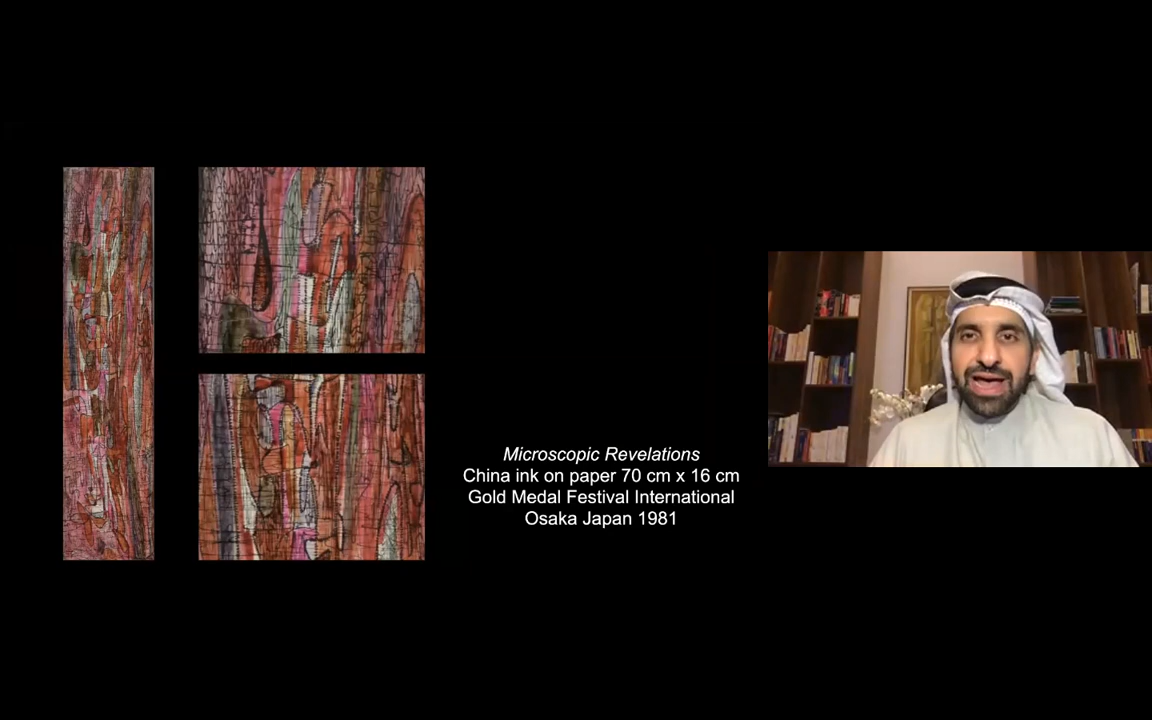 Microscopic Revelations
China ink on paper 70 cm x 16 cm
Gold Medal Festival International
Osaka Japan 1981